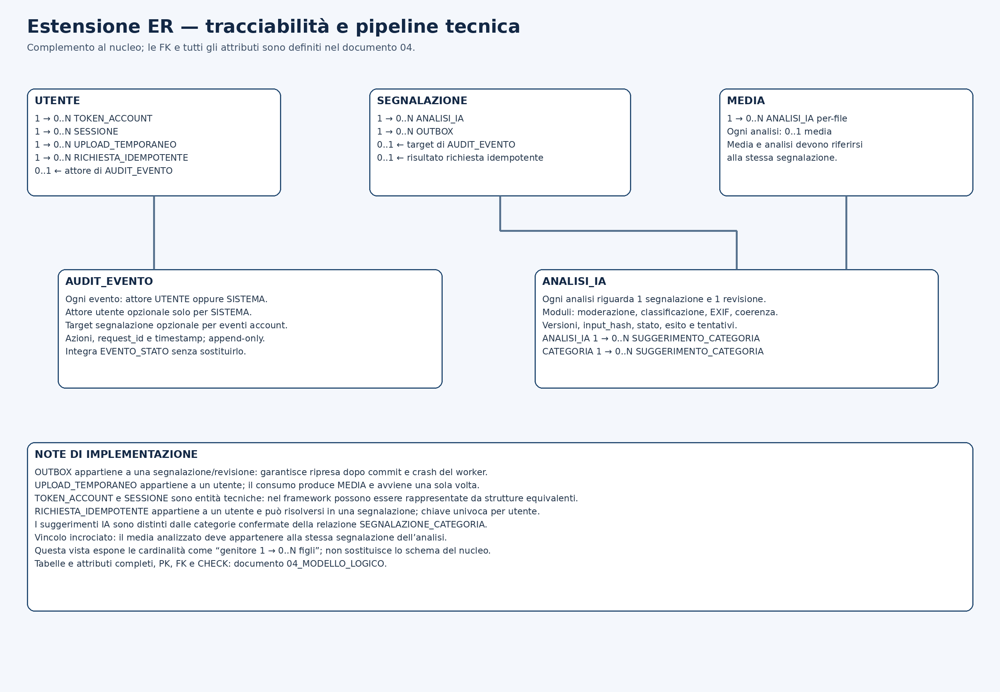 Estensione ER — tracciabilità e pipeline tecnica
Complemento al nucleo; le FK e tutti gli attributi sono definiti nel documento 04.
UTENTE
1 → 0..N TOKEN_ACCOUNT
1 → 0..N SESSIONE
1 → 0..N UPLOAD_TEMPORANEO
1 → 0..N RICHIESTA_IDEMPOTENTE
0..1 ← attore di AUDIT_EVENTO
SEGNALAZIONE
1 → 0..N ANALISI_IA
1 → 0..N OUTBOX
0..1 ← target di AUDIT_EVENTO
0..1 ← risultato richiesta idempotente
MEDIA
1 → 0..N ANALISI_IA per-file
Ogni analisi: 0..1 media
Media e analisi devono riferirsi
alla stessa segnalazione.
AUDIT_EVENTO
Ogni evento: attore UTENTE oppure SISTEMA.
Attore utente opzionale solo per SISTEMA.
Target segnalazione opzionale per eventi account.
Azioni, request_id e timestamp; append-only.
Integra EVENTO_STATO senza sostituirlo.
ANALISI_IA
Ogni analisi riguarda 1 segnalazione e 1 revisione.
Moduli: moderazione, classificazione, EXIF, coerenza.
Versioni, input_hash, stato, esito e tentativi.
ANALISI_IA 1 → 0..N SUGGERIMENTO_CATEGORIA
CATEGORIA 1 → 0..N SUGGERIMENTO_CATEGORIA
NOTE DI IMPLEMENTAZIONE
OUTBOX appartiene a una segnalazione/revisione: garantisce ripresa dopo commit e crash del worker.
UPLOAD_TEMPORANEO appartiene a un utente; il consumo produce MEDIA e avviene una sola volta.
TOKEN_ACCOUNT e SESSIONE sono entità tecniche: nel framework possono essere rappresentate da strutture equivalenti.
RICHIESTA_IDEMPOTENTE appartiene a un utente e può risolversi in una segnalazione; chiave univoca per utente.
I suggerimenti IA sono distinti dalle categorie confermate della relazione SEGNALAZIONE_CATEGORIA.
Vincolo incrociato: il media analizzato deve appartenere alla stessa segnalazione dell’analisi.
Questa vista espone le cardinalità come “genitore 1 → 0..N figli”; non sostituisce lo schema del nucleo.
Tabelle e attributi completi, PK, FK e CHECK: documento 04_MODELLO_LOGICO.